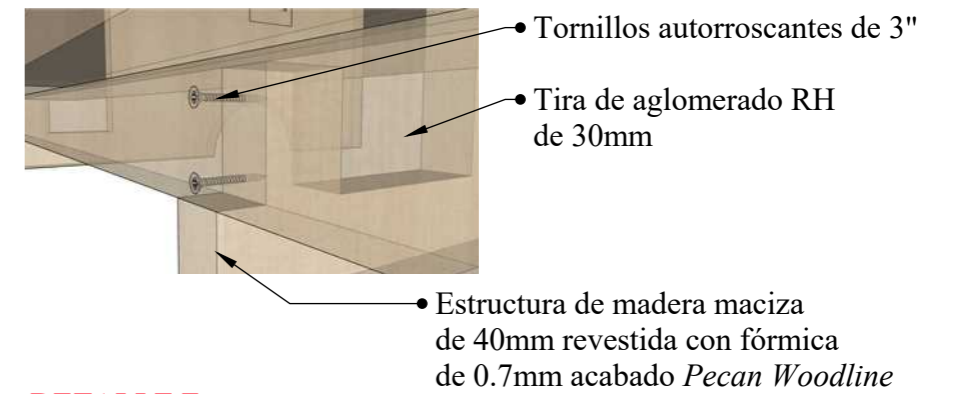 Tornillos autorroscantes de 3"
Tira de aglomerado RH
de 30mm
Estructura de madera maciza
de 40mm revestida con fórmica
de 0.7mm acabado Pecan Woodline